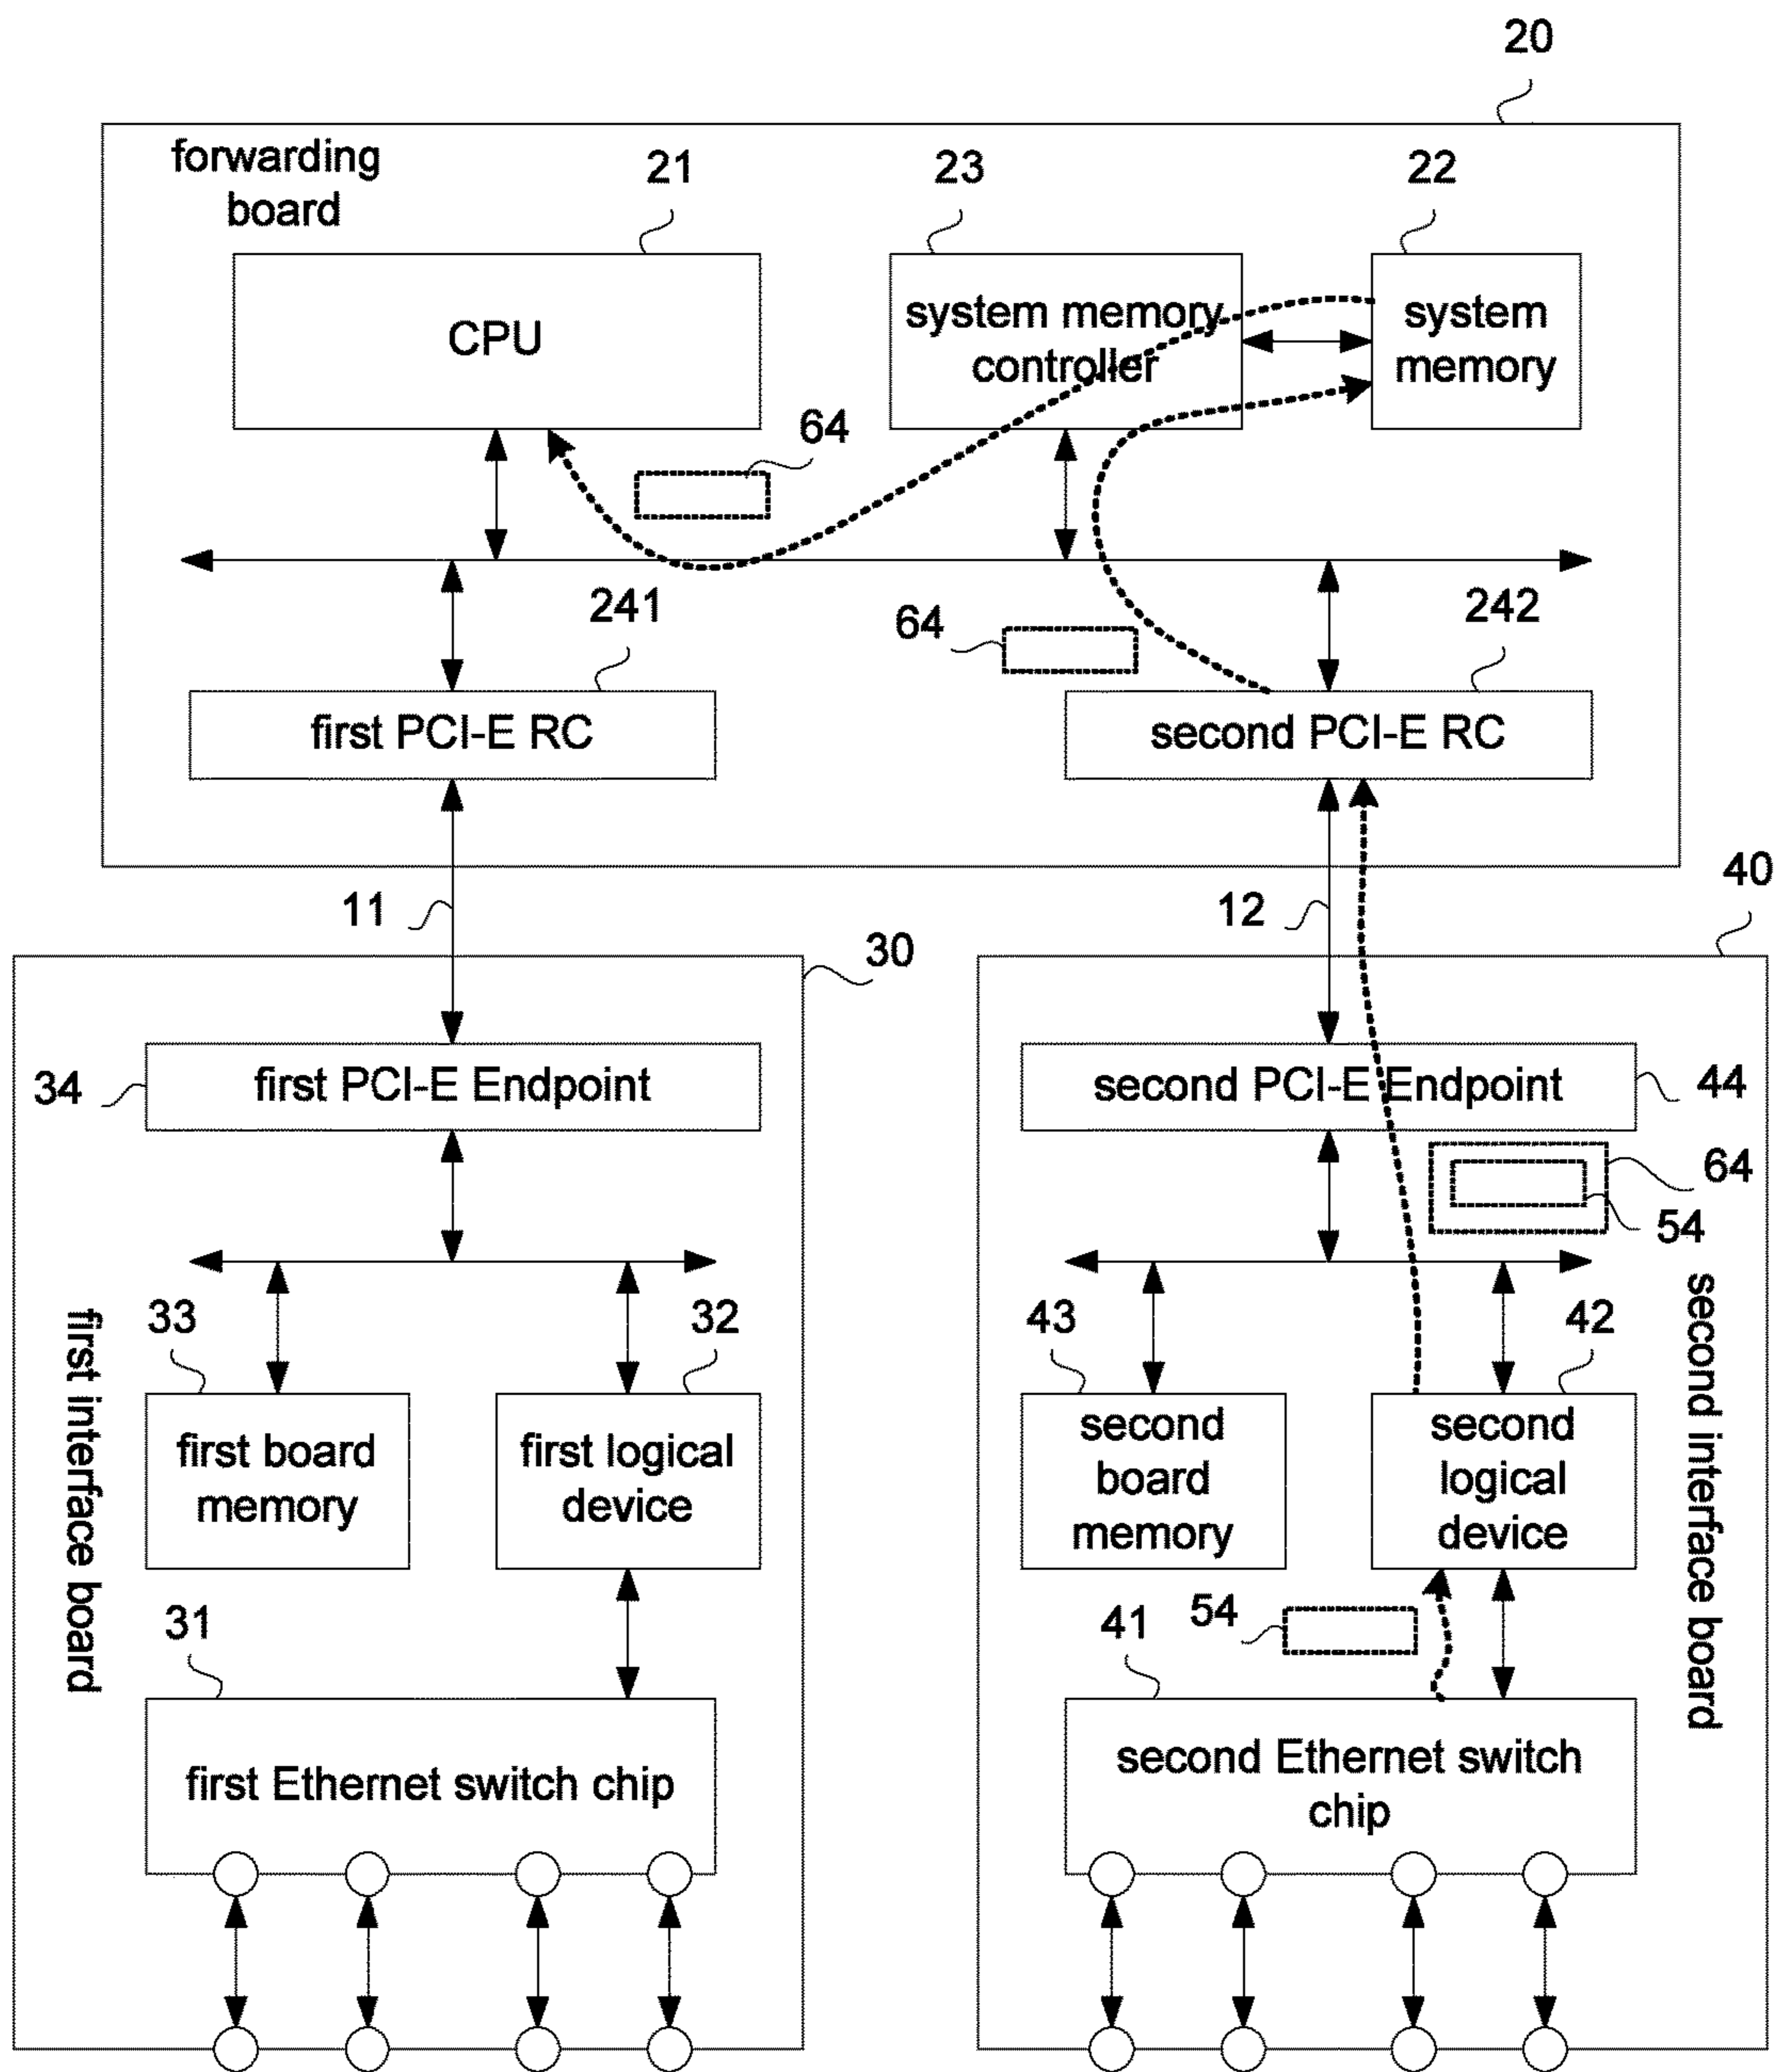 20
forwarding
board
21
23
22
CPU
system memory
controller
system
memory
64
241
64
242
first PCI-E RC
second PCI-E RC
11
12
40
30
34
first PCI-E Endpoint
second PCI-E Endpoint
44
64
54
first interface board
33
32
43
42
second interface board
first board
memory
first logical
device
second
board
memory
second
logical
device
31
54
41
first Ethernet switch chip
second Ethernet switch
chip